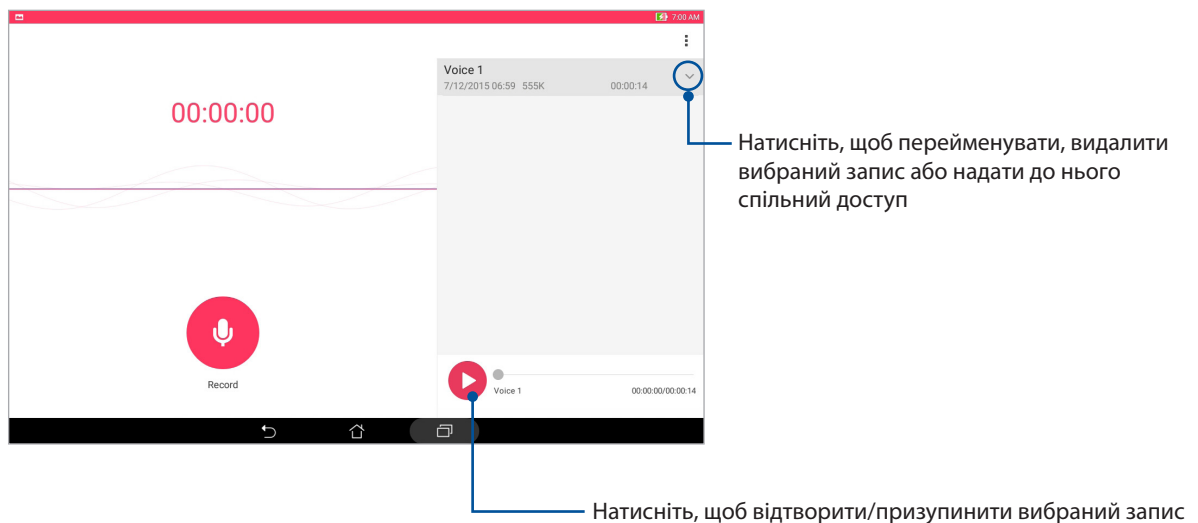 7:00 AM
Voice 1
7/12/2015 06:59 555K 00:00:14
00:00:00
Натисніть, щоб перейменувати, видалити
вибраний запис або надати до нього
спільний доступ
Record
Voice 1 00:00:00/00:00:14
Натисніть, щоб відтворити/призупинити вибраний запис